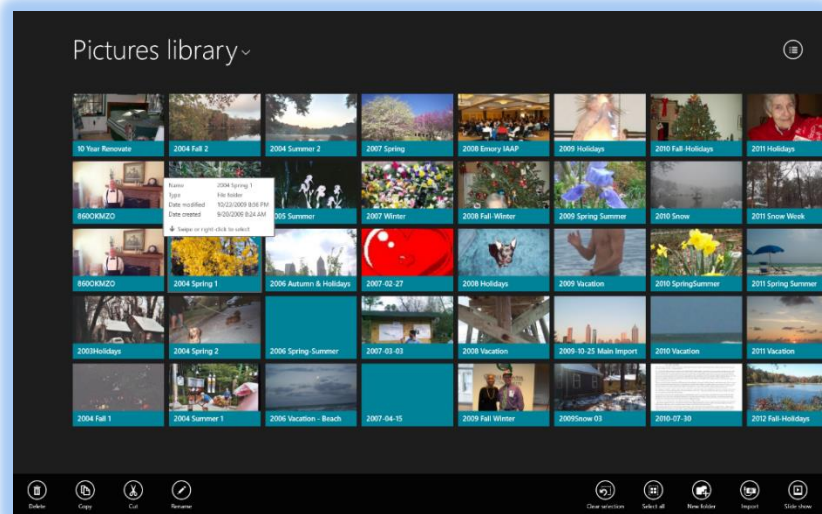 Pictures library
10 Year Renovate
2004 Fall 2
2004 Summer 2
2007 Spring
2008 Emory IAAP
2009 Holidays
2010 Fall-Holidays
2011 Holidays
8600KMZO
Name 2004 Spring 1
Type File folder
Date modified 10/22/2009 8:06 PM
Date created 9/20/2005 8:24 AM
Swipe or right-click to select
2005 Summer
2007 Winter
2008 Fall-Winter
2009 Spring Summer
2010 Snow
2011 Snow Week
8600KMZO
2004 Spring 1
2006 Autumn & Holidays
2007-02-27
2008 Holidays
2009 Vacation
2010 SpringSummer
2011 Spring Summer
2003Holidays
2004 Spring 2
2006 Spring-Summer
2007-03-03
2008 Vacation
2009-10-25 Main Import
2010 Vacation
2011 Vacation
2004 Fall 1
2004 Summer 1
2006 Vacation - Beach
2007-04-15
2009 Fall Winter
2009Snow 03
2010-07-30
2012 Fall-Holidays
Delete
Copy
Cut
Rename
Clear selection
Select all
New folder
Import
Slide show